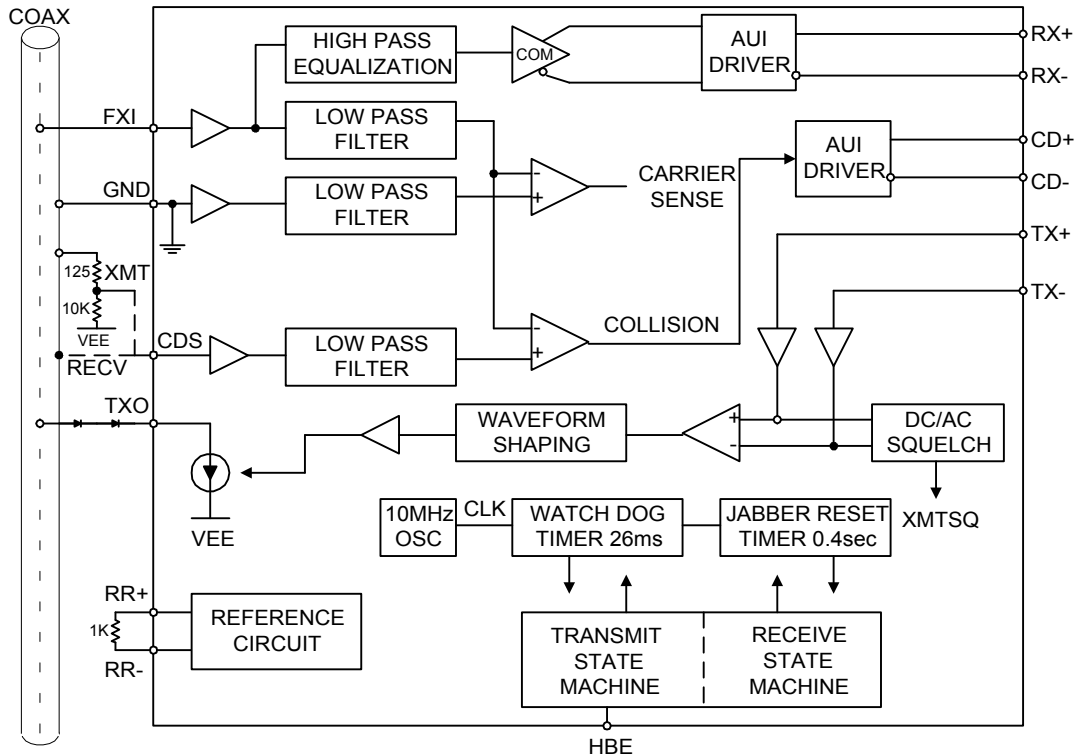 COAX
HIGH PASS
EQUALIZATION
COM
AUI
DRIVER
RX+
RX-
FXI
LOW PASS
FILTER
AUI
DRIVER
CD+
CD-
GND
LOW PASS
FILTER
-
+
CARRIER
SENSE
TX+
TX-
125
XMT
10K
VEE
CDS
RECV
LOW PASS
FILTER
-
+
COLLISION
TXO
WAVEFORM
SHAPING
+
-
DC/AC
SQUELCH
XMTSQ
VEE
10MHz
OSC
CLK
WATCH DOG
TIMER 26ms
JABBER RESET
TIMER 0.4sec
RR+
1K
RR-
REFERENCE
CIRCUIT
TRANSMIT
STATE
MACHINE
RECEIVE
STATE
MACHINE
HBE